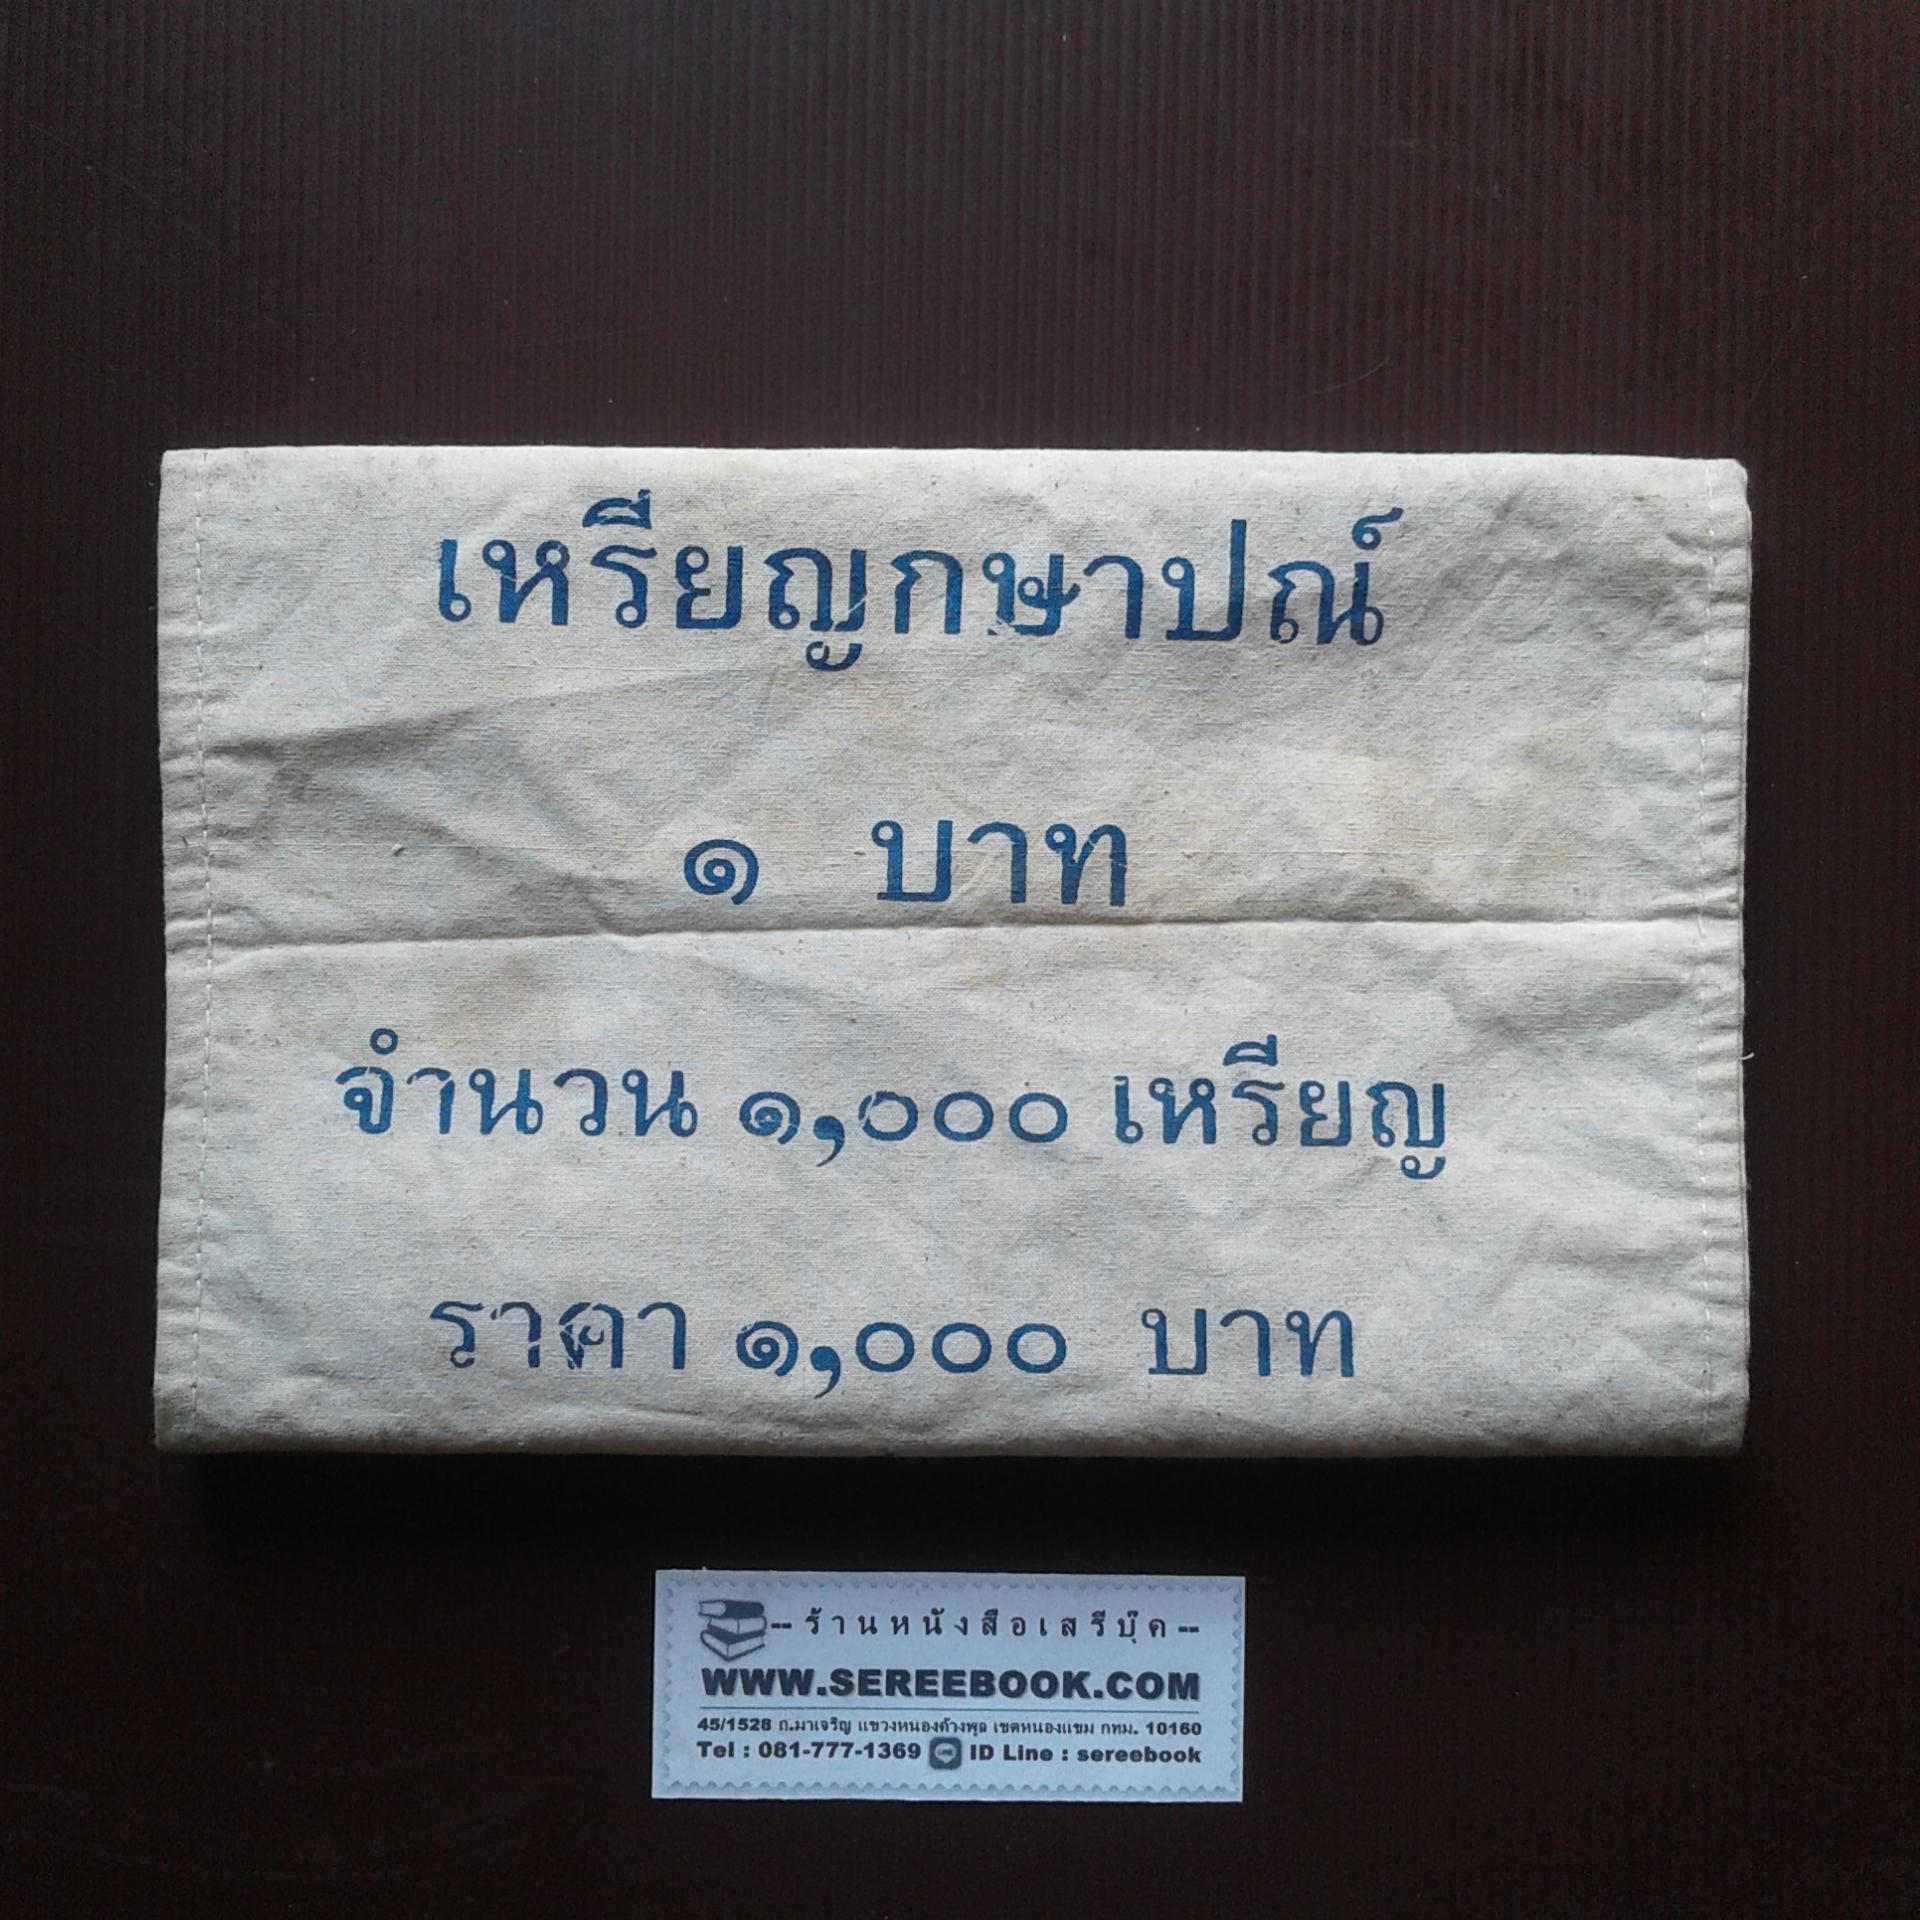 เหรียญกษาปณ์
๑ บาท
จำนวน ๑,๐๐๐ เหรียญ
ราคา ๑,๐๐๐ บาท
-- ร้านหนังสือเสรีบุ๊ค --
WWW.SEREEBOOK.COM
45/1528 ถ.มาเจริญ แขวงหนองค้างพลู เขตหนองแขม กทม. 10160
Tel : 081-777-1369 LINE ID Line : sereebook